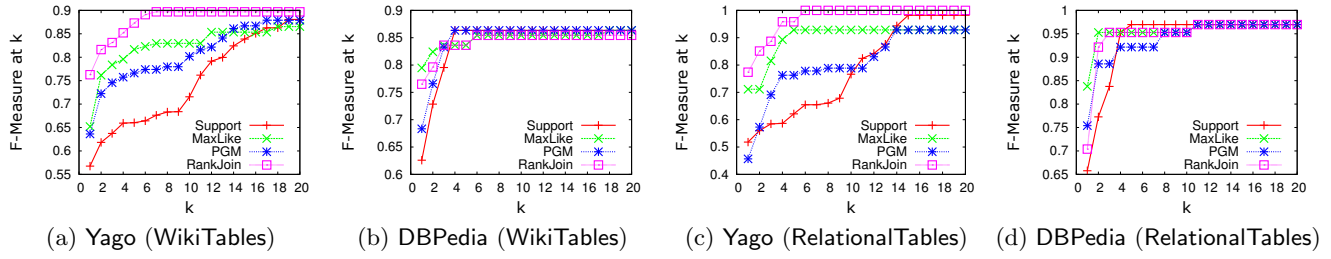 F-Measure at k
0.9
0.85
0.8
0.75
0.7
0.65
0.6
0.55
0 2 4 6 8 10 12 14 16 18 20
k
Support
MaxLike
PGM
RankJoin
(a) Yago (WikiTables)
F-Measure at k
0.9
0.85
0.8
0.75
0.7
0.65
0.6
0 2 4 6 8 10 12 14 16 18 20
k
Support
MaxLike
PGM
RankJoin
(b) DBPedia (WikiTables)
F-Measure at k
1
0.9
0.8
0.7
0.6
0.5
0.4
0 2 4 6 8 10 12 14 16 18 20
k
Support
MaxLike
PGM
RankJoin
(c) Yago (RelationalTables)
F-Measure at k
1
0.95
0.9
0.85
0.8
0.75
0.7
0.65
0 2 4 6 8 10 12 14 16 18 20
k
Support
MaxLike
PGM
RankJoin
(d) DBPedia (RelationalTables)